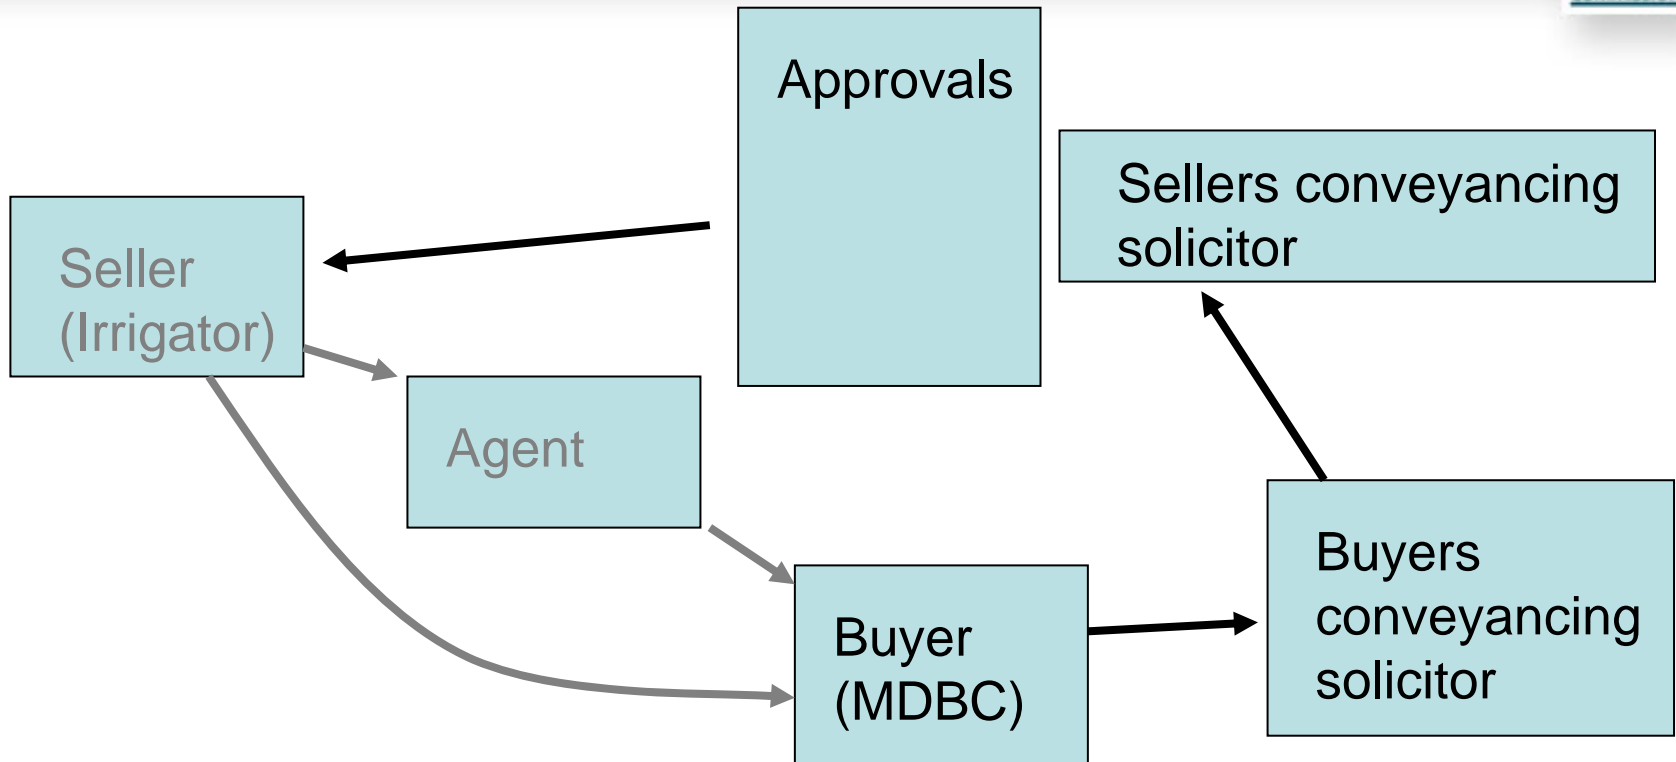 Approvals
Sellers conveyancing
solicitor
Seller
(Irrigator)
Agent
Buyer
(MDBC)
Buyers
conveyancing
solicitor